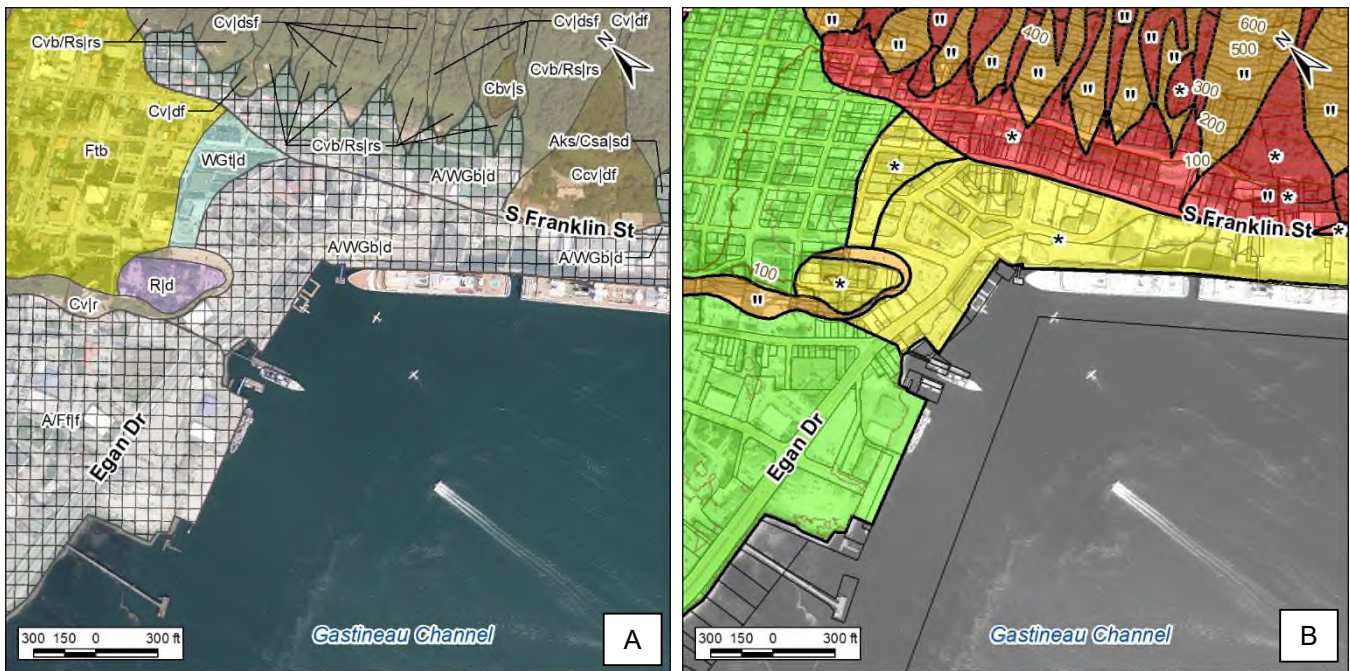 Cv|dsf
Cv|dsf
Cv|df
Cvb/Rs|rs
N
Cvb/Rs|rs
Cbv|s
Cv|df
Cvb/Rs|rs
Ftb
WGt|d
Aks/Csa|sd
A/WGb|d
Ccv|df
S Franklin St
A/WGb|d
A/WGb|d
R|d
Cv|r
A/Ff|f
Egan Dr
300 150 0 300 ft
Gastineau Channel
A
600
400
500
N
" " " " " " " " "
300
*
200
"
100
*
*
*
" *
S Franklin St
*
*
100
*
"
Egan Dr
300 150 0 300 ft
Gastineau Channel
B